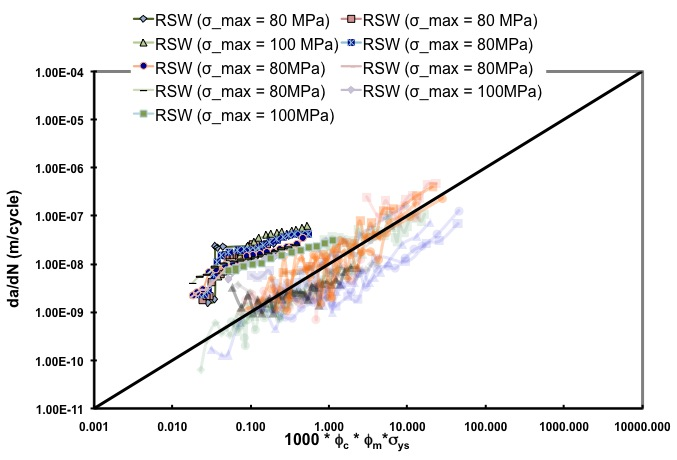 RSW (σ_max = 80 MPa) RSW (σ_max = 80 MPa)
RSW (σ_max = 100 MPa) RSW (σ_max = 80MPa)
RSW (σ_max = 80MPa) RSW (σ_max = 80MPa)
RSW (σ_max = 80MPa) RSW (σ_max = 100MPa)
RSW (σ_max = 100MPa)
1.00E-04
1.00E-05
1.00E-06
1.00E-07
1.00E-08
1.00E-09
1.00E-10
1.00E-11
da/dN (m/cycle)
0.001 0.010 0.100 1.000 10.000 100.000 1000.000 10000.000
1000 * ϕc * ϕm*σys